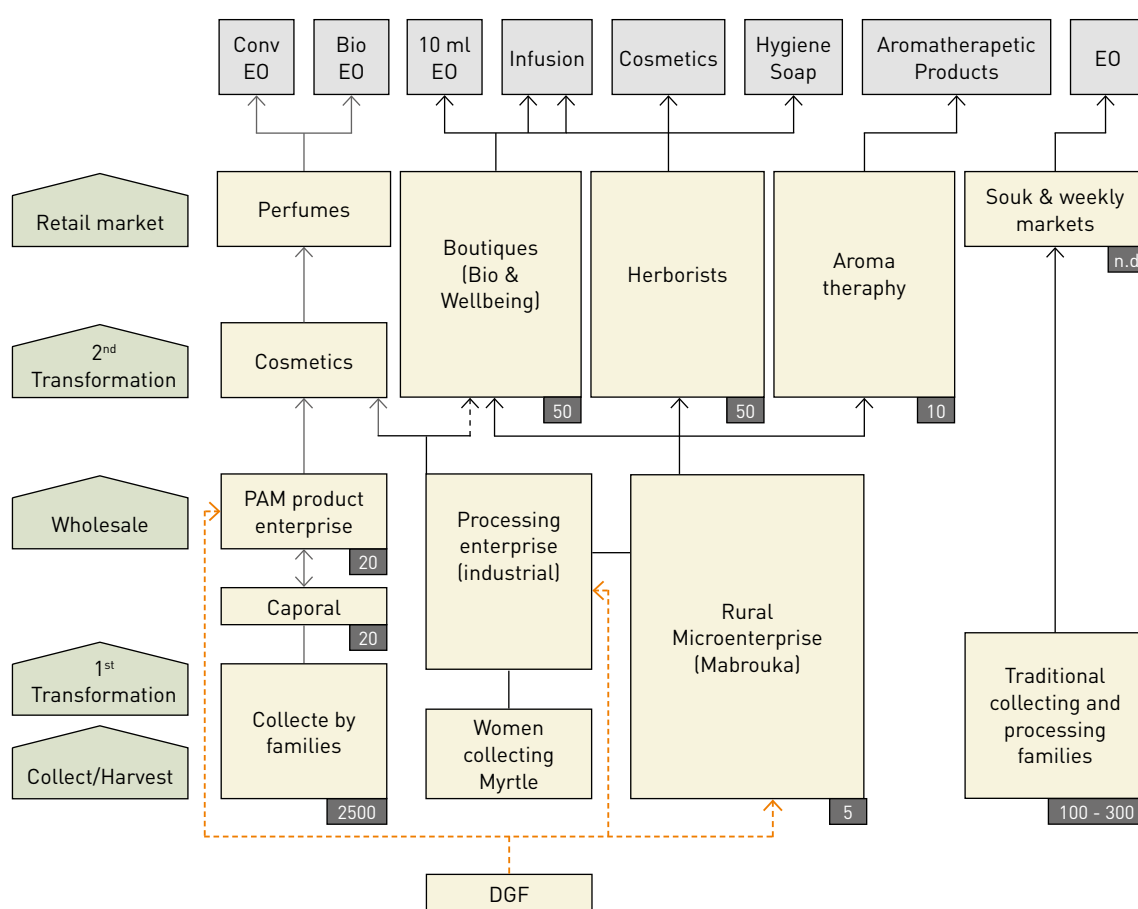 Conv
EO
Bio
EO
10 ml
EO
Infusion
Cosmetics
Hygiene
Soap
Aromatherapetic
Products
EO
Retail market
Perfumes
Boutiques
(Bio &
Wellbeing)
50
Herborists
50
Aroma
theraphy
10
Souk & weekly
markets
n.d
2nd
Transformation
Cosmetics
Wholesale
PAM product
enterprise
20
Caporal
20
Processing
enterprise
(industrial)
Rural
Microenterprise
(Mabrouka)
5
1st
Transformation
Collect/Harvest
Collecte by
families
2500
Women
collecting
Myrtle
Traditional
collecting and
processing
families
100 - 300
DGF